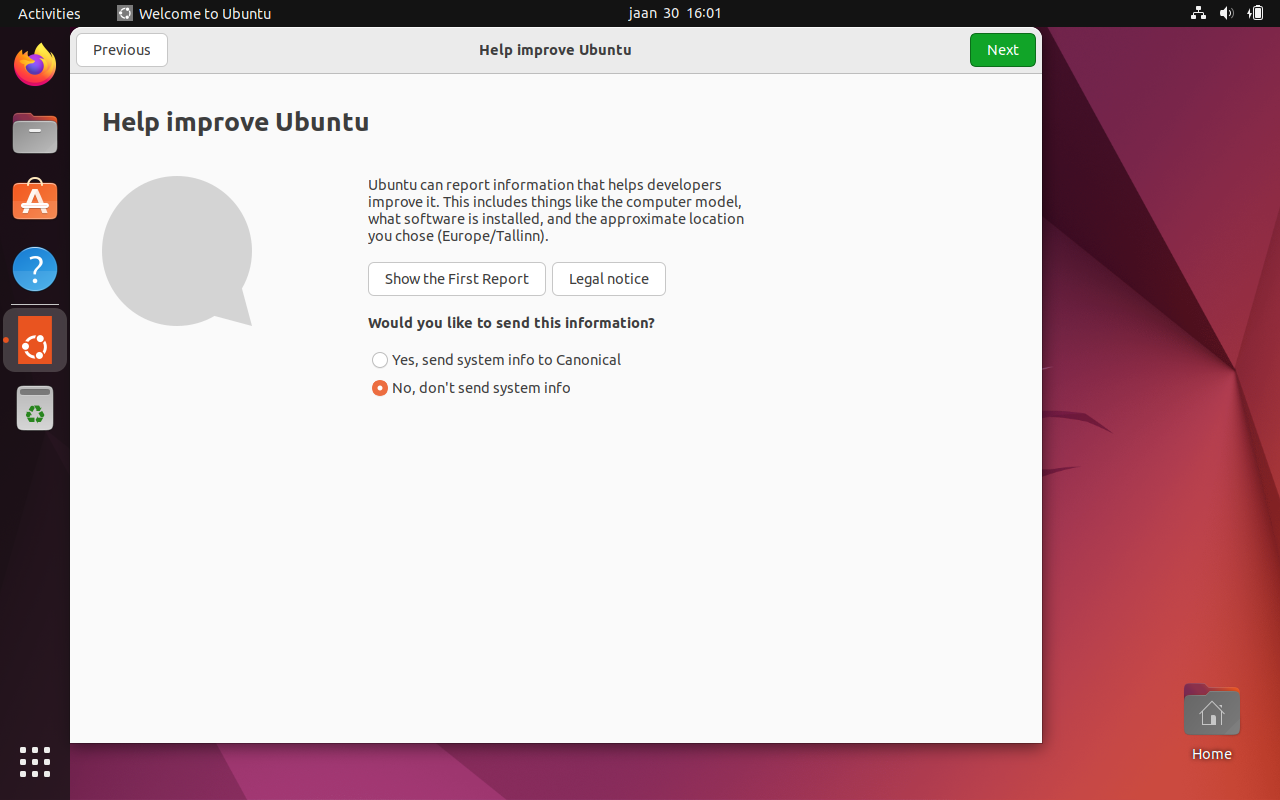 Activities
Welcome to Ubuntu
jaan 30 16:01
Previous
Help improve Ubuntu
Next
Help improve Ubuntu
Ubuntu can report information that helps developers
improve it. This includes things like the computer model,
what software is installed, and the approximate location
you chose (Europe/Tallinn).
Show the First Report
Legal notice
Would you like to send this information?
Yes, send system info to Canonical
No, don't send system info
Home